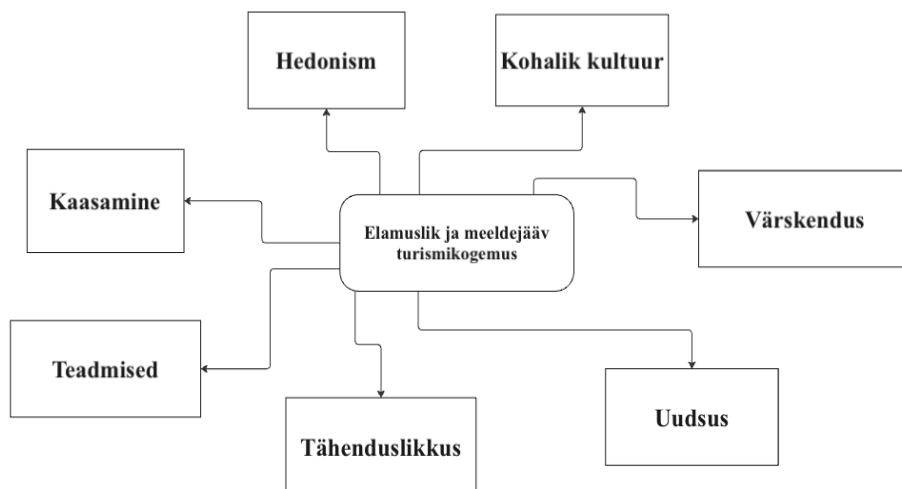 Hedonism
Kohalik kultuur
Kaasamine
Elamuslik ja meeldejääv
turismikogemus
Värskendus
Teadmised
Tähenduslikkus
Uudsus